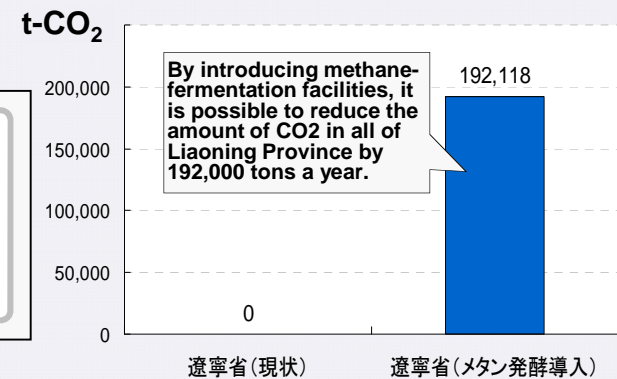 t-CO2
200,000
150,000
100,000
50,000
0
By introducing methane-
fermentation facilities, it
is possible to reduce the
amount of CO2 in all of
Liaoning Province by
192,000 tons a year.
192,118
0
遼寧省(現状)
遼寧省(メタン発酵導入)